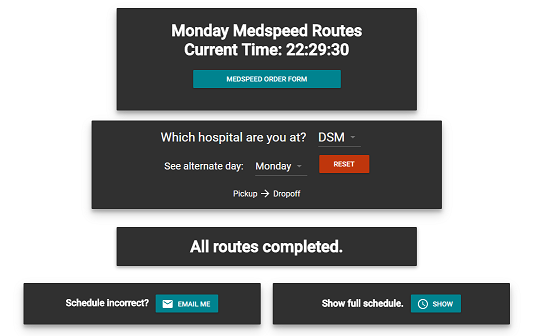 Monday Medspeed Routes
Current Time: 22:29:30
MEDSPEED ORDER FORM
Which hospital are you at? DSM
See alternate day: Monday RESET
Pickup → Dropoff
All routes completed.
Schedule incorrect? EMAIL ME
Show full schedule. SHOW